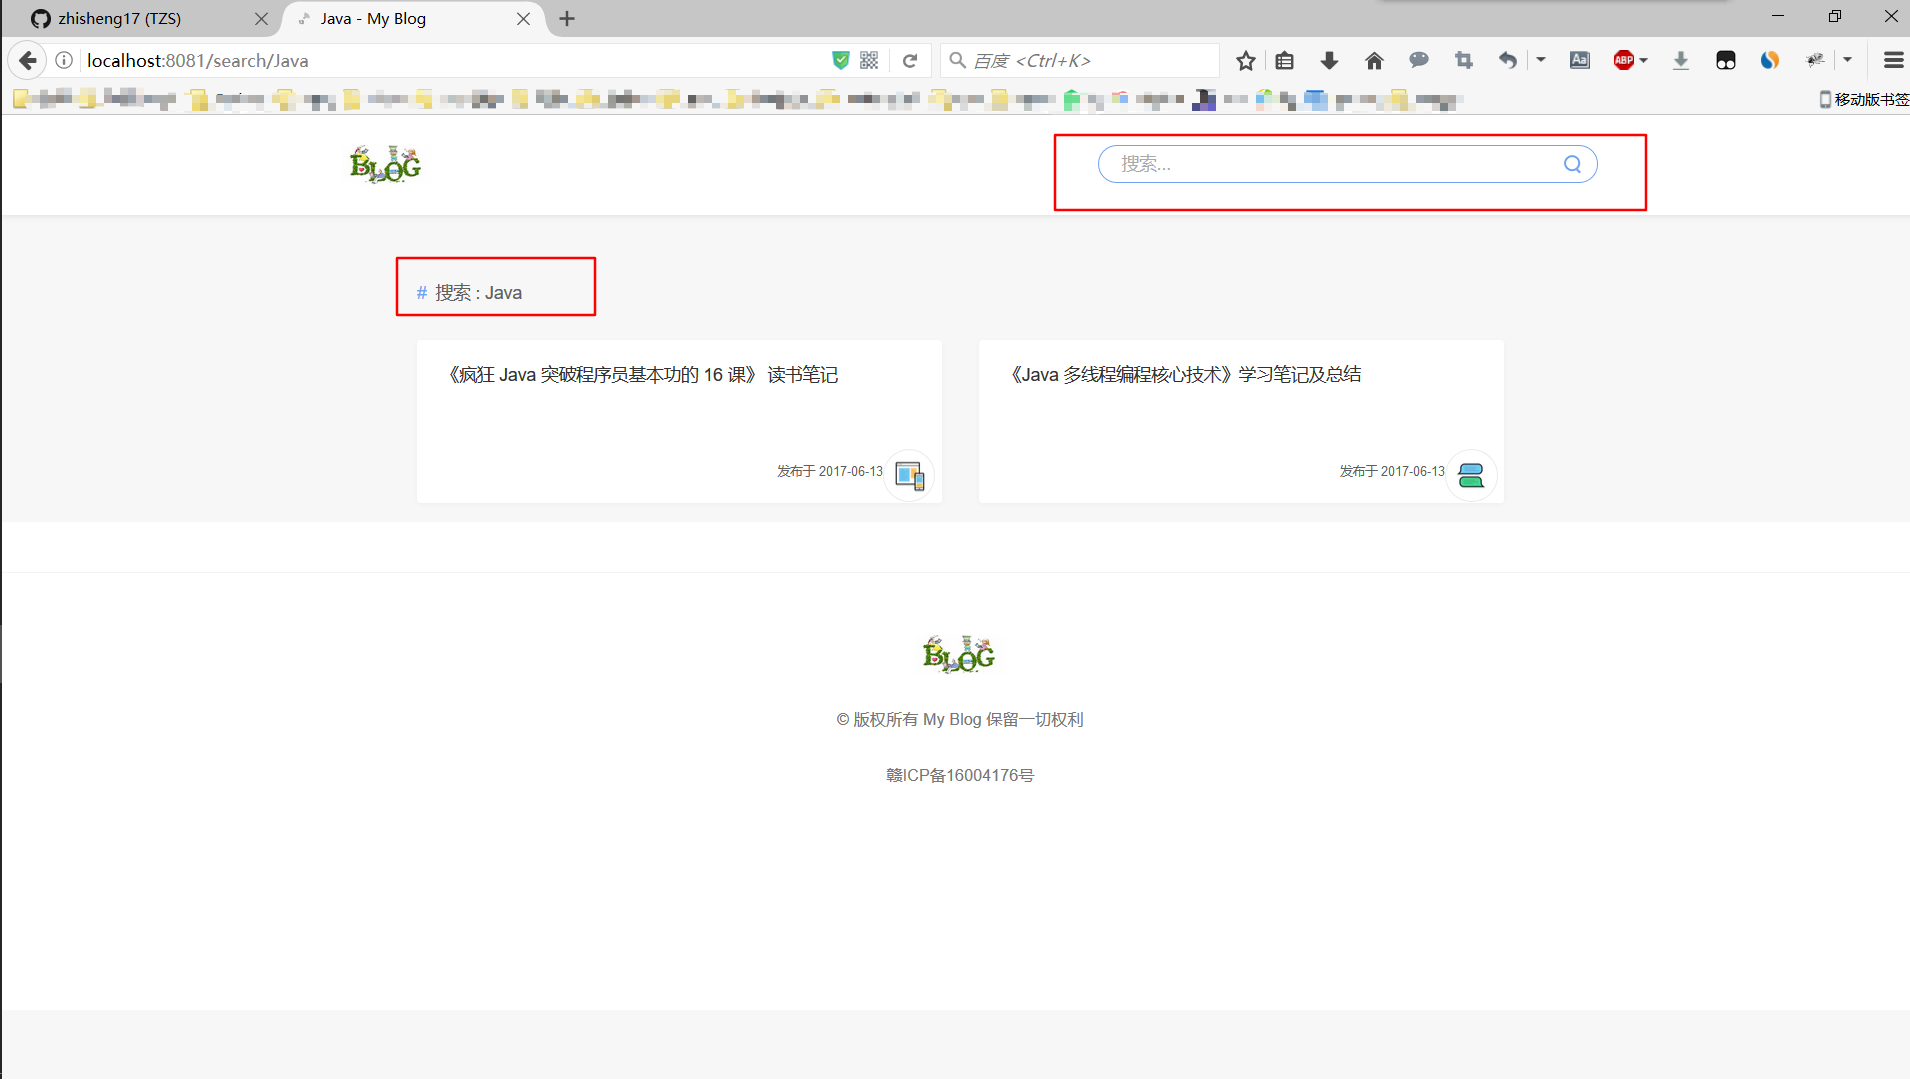 zhisheng17 (TZS)
Java - My Blog
localhost:8081/search/Java
百度 <Ctrl+K>
Aa
ABP
移动版书签
BLOG
搜索...
# 搜索 : Java
《疯狂 Java 突破程序员基本功的 16 课》 读书笔记
发布于 2017-06-13
《Java 多线程编程核心技术》学习笔记及总结
发布于 2017-06-13
BLOG
© 版权所有 My Blog 保留一切权利
赣ICP备16004176号